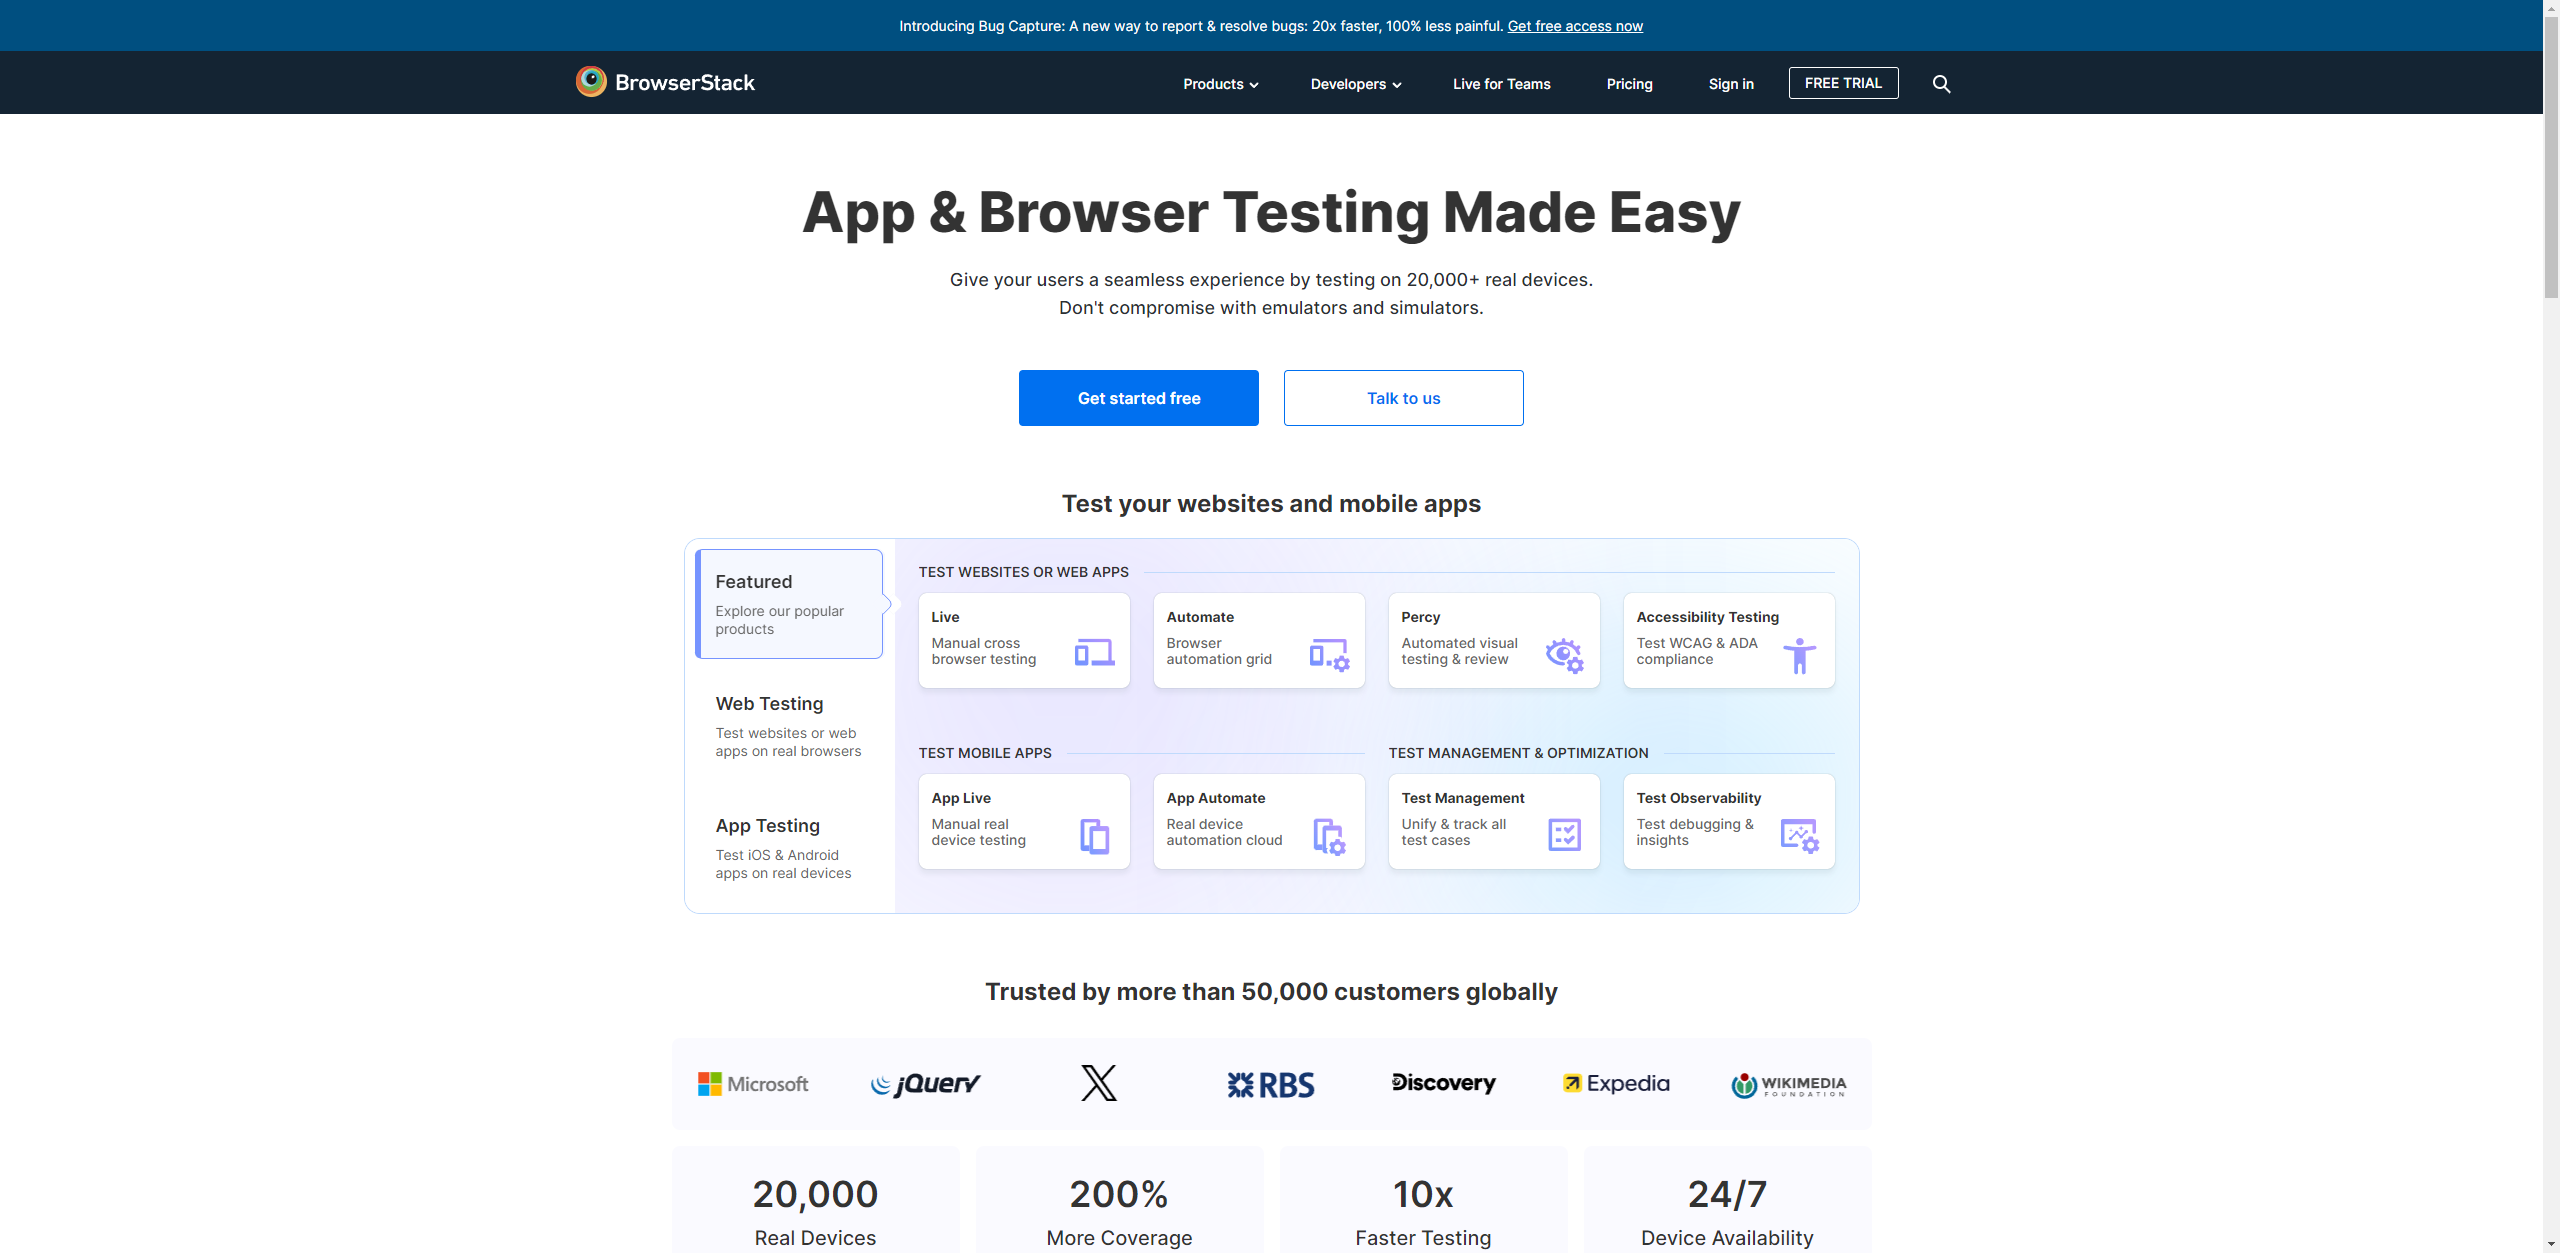 Introducing Bug Capture: A new way to report & resolve bugs: 20x faster, 100% less painful. Get free access now
BrowserStack
Products
Developers
Live for Teams
Pricing
Sign in
FREE TRIAL
App & Browser Testing Made Easy
Give your users a seamless experience by testing on 20,000+ real devices.
Don't compromise with emulators and simulators.
Get started free
Talk to us
Test your websites and mobile apps
Featured
Explore our popular
products
Web Testing
Test websites or web
apps on real browsers
App Testing
Test iOS & Android
apps on real devices
TEST WEBSITES OR WEB APPS
Live
Manual cross
browser testing
Automate
Browser
automation grid
Percy
Automated visual
testing & review
Accessibility Testing
Test WCAG & ADA
compliance
TEST MOBILE APPS
App Live
Manual real
device testing
App Automate
Real device
automation cloud
TEST MANAGEMENT & OPTIMIZATION
Test Management
Unify & track all
test cases
Test Observability
Test debugging &
insights
Trusted by more than 50,000 customers globally
Microsoft
jQuery
X
RBS
Discovery
Expedia
WIKIMEDIA
FOUNDATION
20,000
Real Devices
200%
More Coverage
10x
Faster Testing
24/7
Device Availability